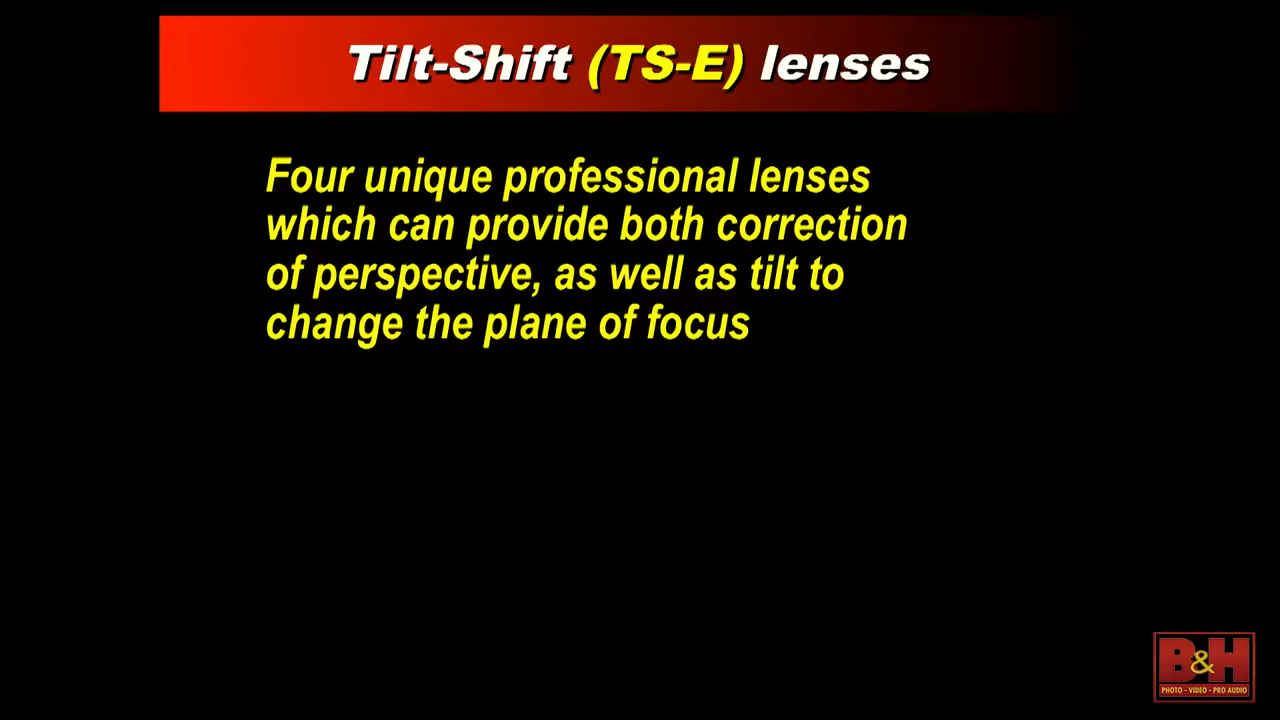 Tilt-Shift (TS-E) lenses
Four unique professional lenses
which can provide both correction
of perspective, as well as tilt to
change the plane of focus
B&H
PHOTO - VIDEO - PRO AUDIO